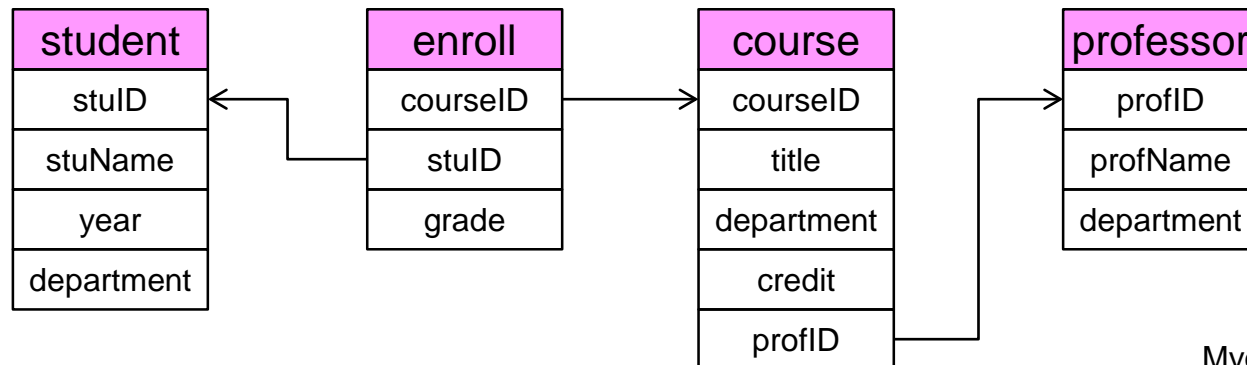 student
stuID
stuName
year
department
enroll
courseID
stuID
grade
course
courseID
title
department
credit
profID
professor
profID
profName
department